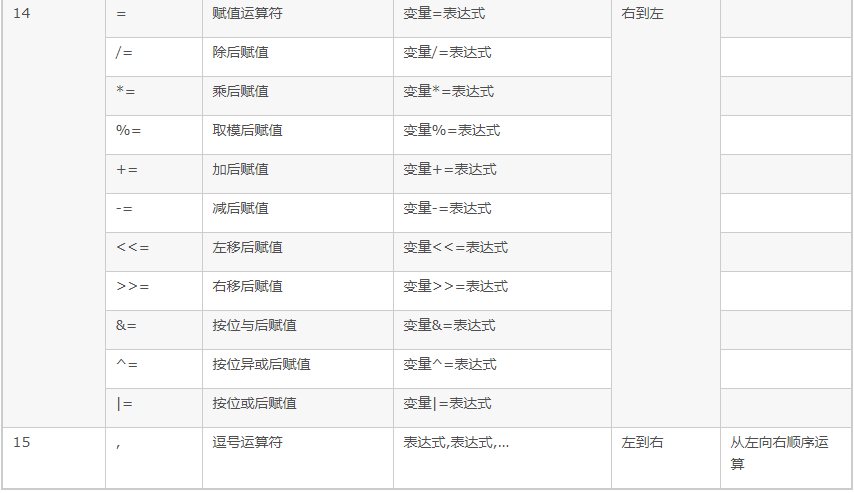 14 = 赋值运算符 变量=表达式 右到左
/= 除后赋值 变量/=表达式
*= 乘后赋值 变量*=表达式
%= 取模后赋值 变量%=表达式
+= 加后赋值 变量+=表达式
-= 减后赋值 变量-=表达式
<<= 左移后赋值 变量<<=表达式
>>= 右移后赋值 变量>>=表达式
&= 按位与后赋值 变量&=表达式
^= 按位异或后赋值 变量^=表达式
|= 按位或后赋值 变量|=表达式
15 , 逗号运算符 表达式,表达式,... 左到右 从左向右顺序运
算